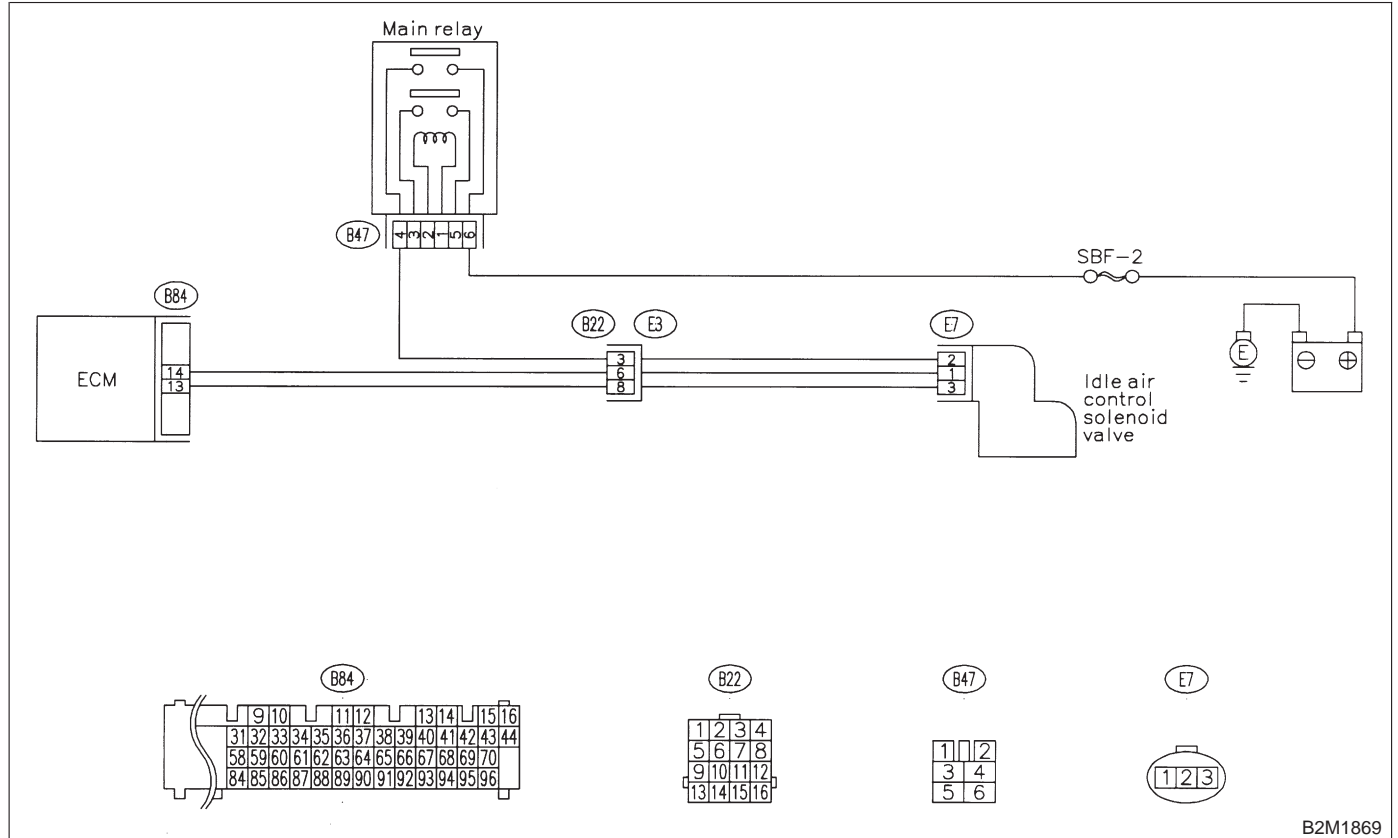 Main relay
B47
4 3 2 1 5 6
SBF-2
B84
B22
E3
E7
E
ECM
14
13
3
6
8
2
1
3
⊖ ⊕
Idle air
control
solenoid
valve
B84
9 10 11 12 13 14 15 16
31 32 33 34 35 36 37 38 39 40 41 42 43 44
58 59 60 61 62 63 64 65 66 67 68 69 70
84 85 86 87 88 89 90 91 92 93 94 95 96
B22
1 2 3 4
5 6 7 8
9 10 11 12
13 14 15 16
B47
1 2
3 4
5 6
E7
1 2 3
B2M1869